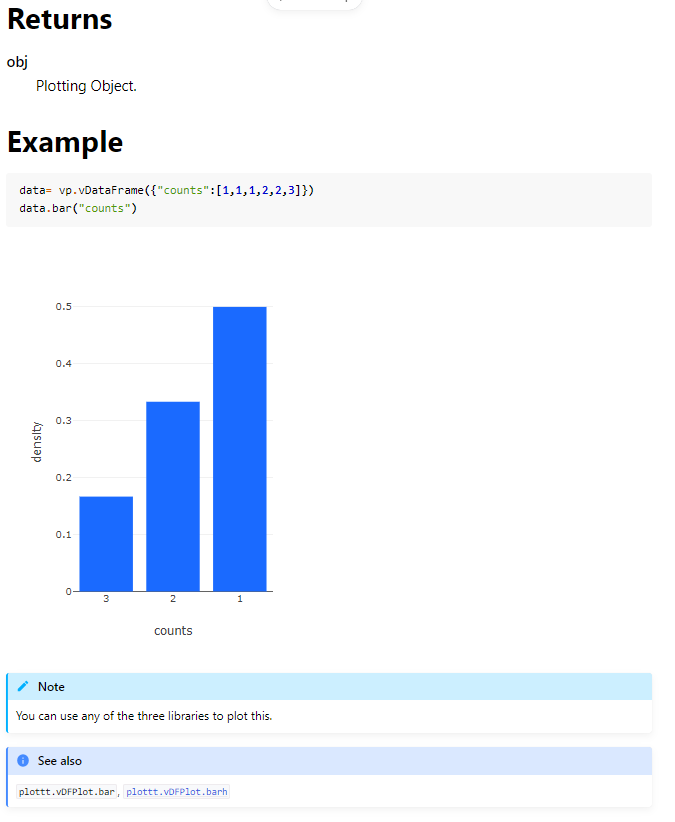 Returns
obj
Plotting Object.
Example
data= vp.vDataFrame({"counts":[1,1,1,2,2,3]})
data.bar("counts")
0.5
0.4
0.3
0.2
0.1
0
density
3 2 1
counts
Note
You can use any of the three libraries to plot this.
See also
plottt.vDFPlot.bar, plottt.vDFPlot.barh